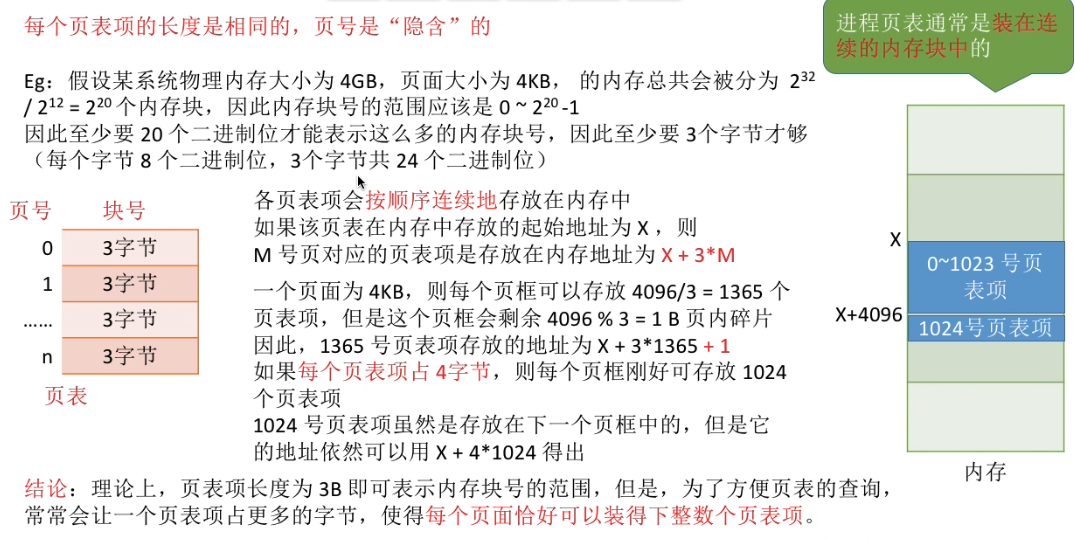 每个页表项的长度是相同的，页号是“隐含”的
进程页表通常是装在连
续的内存块中的
Eg：假设某系统物理内存大小为 4GB，页面大小为 4KB， 的内存总共会被分为 2³²
/ 2¹² = 2²⁰ 个内存块，因此内存块号的范围应该是 0 ~ 2²⁰ -1
因此至少要 20 个二进制位才能表示这么多的内存块号，因此至少要 3个字节才够
（每个字节 8 个二进制位，3个字节共 24 个二进制位）
页号 块号
0 3字节
1 3字节
…… 3字节
n 3字节
页表
各页表项会按顺序连续地存放在内存中
如果该页表在内存中存放的起始地址为 X ，则
M 号页对应的页表项是存放在内存地址为 X + 3*M
一个页面为 4KB，则每个页框可以存放 4096/3 = 1365 个
页表项，但是这个页框会剩余 4096 % 3 = 1 B 页内碎片
因此，1365 号页表项存放的地址为 X + 3*1365 + 1
如果每个页表项占 4字节，则每个页框刚好可存放 1024
个页表项
1024 号页表项虽然是存放在下一个页框中的，但是它
的地址依然可以用 X + 4*1024 得出
X
0~1023 号页
表项
X+4096
1024号页表项
内存
结论：理论上，页表项长度为 3B 即可表示内存块号的范围，但是，为了方便页表的查询，
常常会让一个页表项占更多的字节，使得每个页面恰好可以装得下整数个页表项。